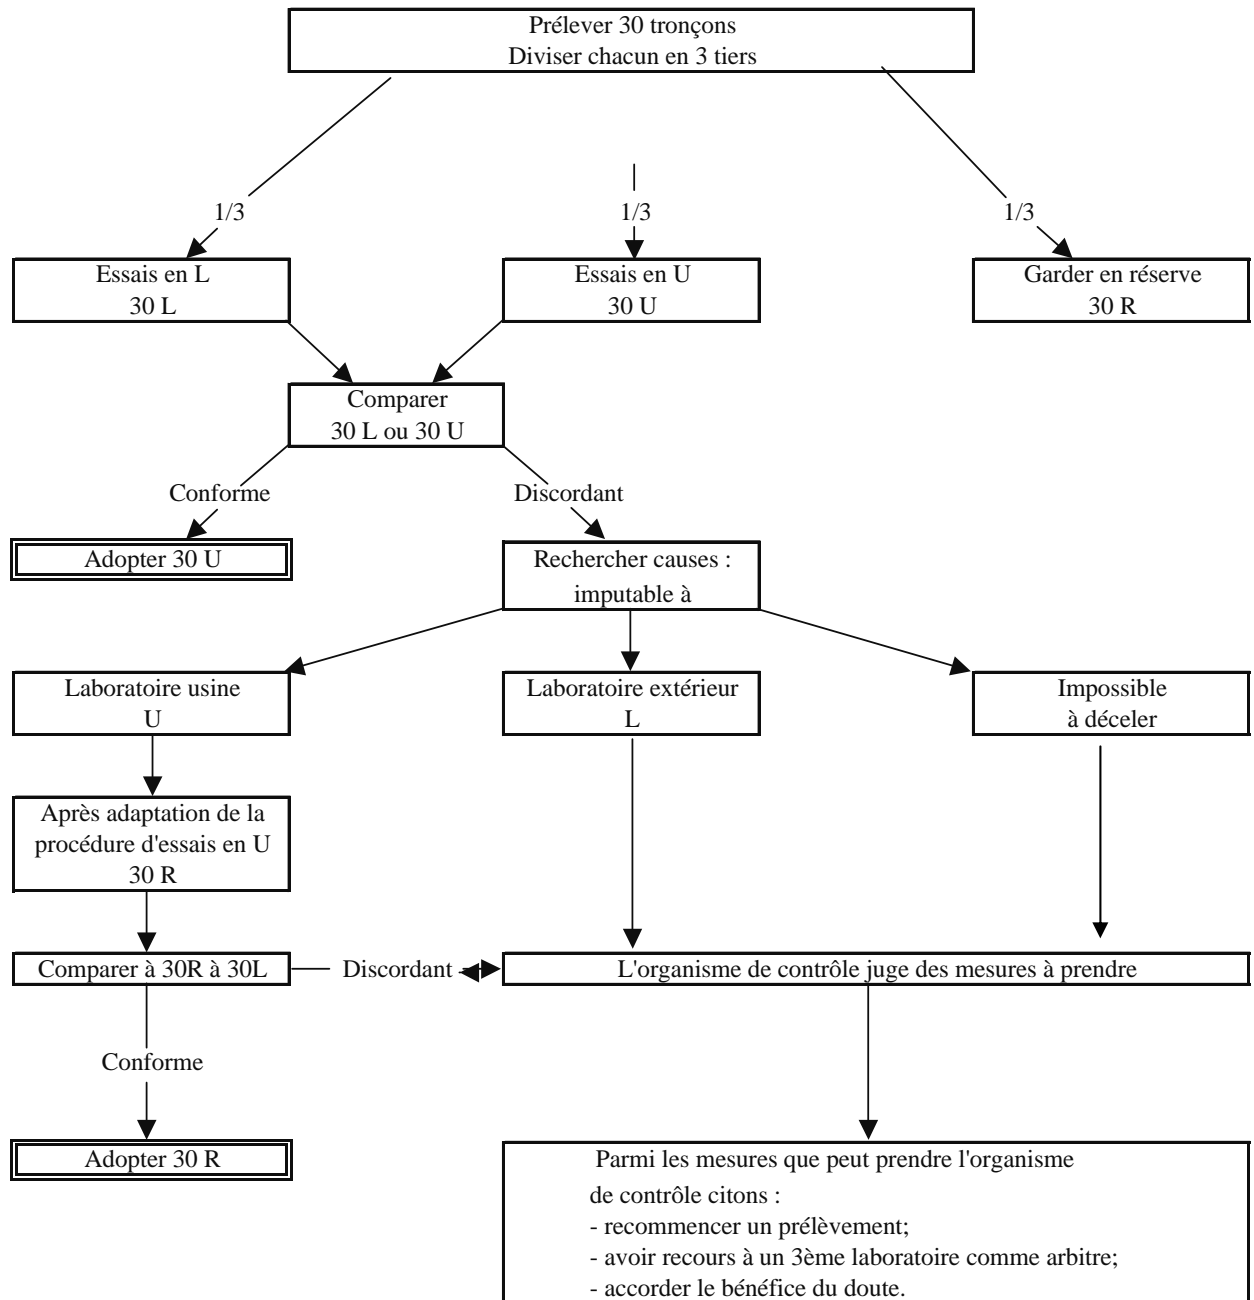 Prélever 30 tronçons
Diviser chacun en 3 tiers
1/3
1/3
1/3
Essais en L
30 L
Essais en U
30 U
Garder en réserve
30 R
Comparer
30 L ou 30 U
Conforme
Discordant
Adopter 30 U
Rechercher causes :
imputable à
Laboratoire usine
U
Laboratoire extérieur
L
Impossible
à déceler
Après adaptation de la
procédure d'essais en U
30 R
Comparer à 30R à 30L
Discordant
L'organisme de contrôle juge des mesures à prendre
Conforme
Adopter 30 R
Parmi les mesures que peut prendre l'organisme
de contrôle citons :
- recommencer un prélèvement;
- avoir recours à un 3ème laboratoire comme arbitre;
- accorder le bénéfice du doute.